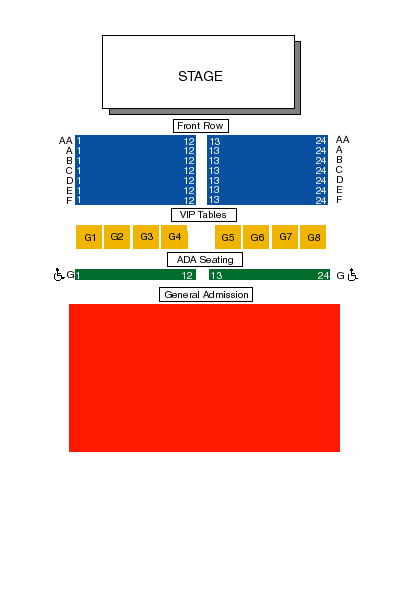 STAGE
Front Row
AA 1 12 13 24 AA
A 1 12 13 24 A
B 1 12 13 24 B
C 1 12 13 24 C
D 1 12 13 24 D
E 1 12 13 24 E
F 1 12 13 24 F
VIP Tables
G1 G2 G3 G4 G5 G6 G7 G8
ADA Seating
G 1 12 13 24 G
General Admission